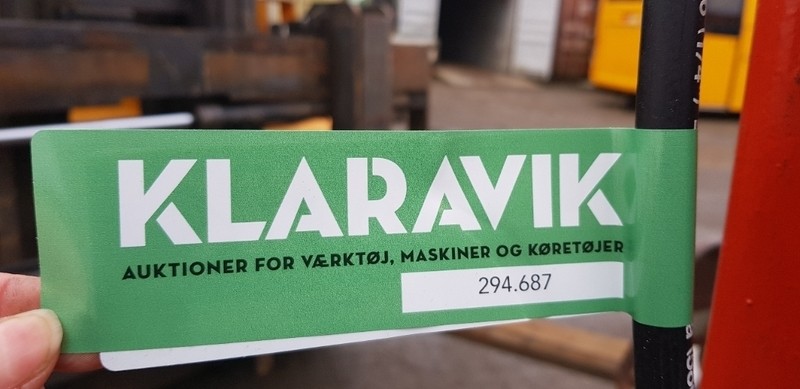 KLARAVIK
AUKTIONER FOR VÆRKTØJ, MASKINER OG KØRETØJER
294.687